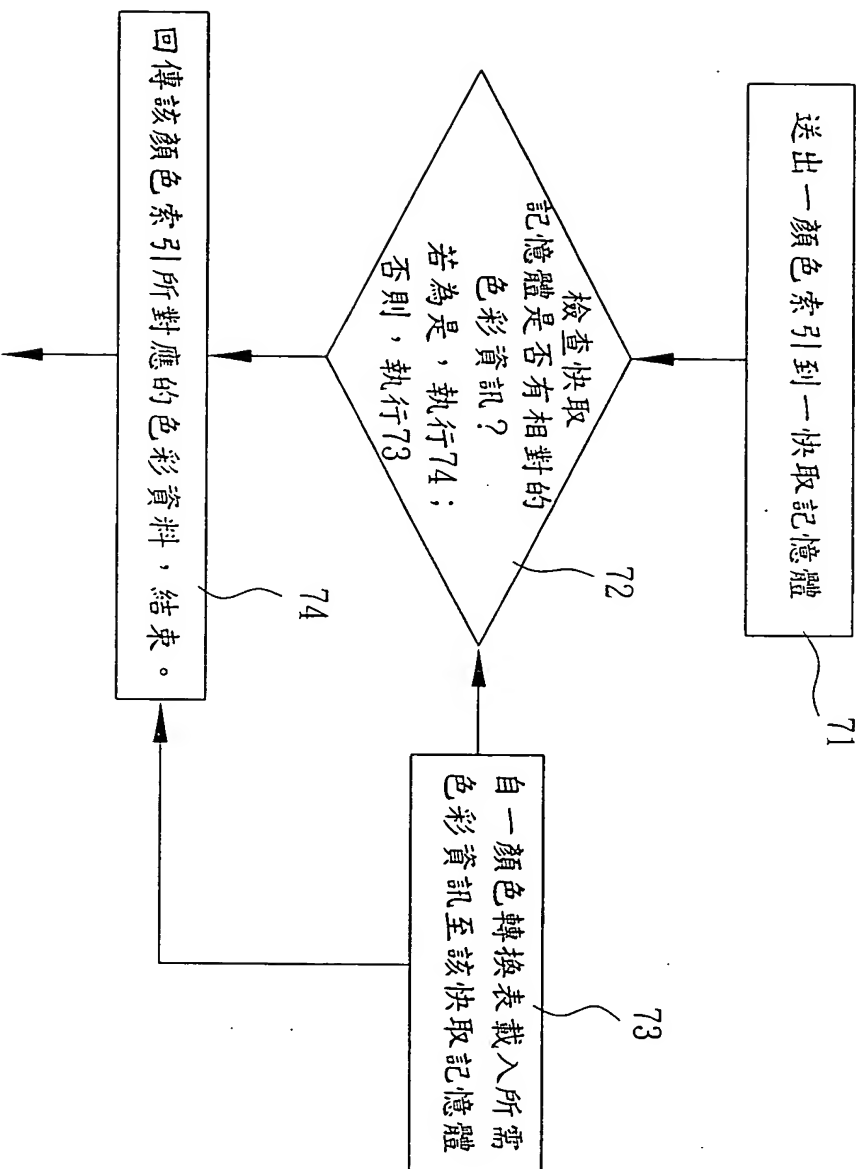 送出一顏色索引到一快取記憶體
71
檢查快取
記憶體是否有相對的
色彩資訊？
若為是，執行74；
否則，執行73
72
自一顏色轉換表載入所需
色彩資訊至該快取記憶體
73
回傳該顏色索引所對應的色彩資料，結束。
74